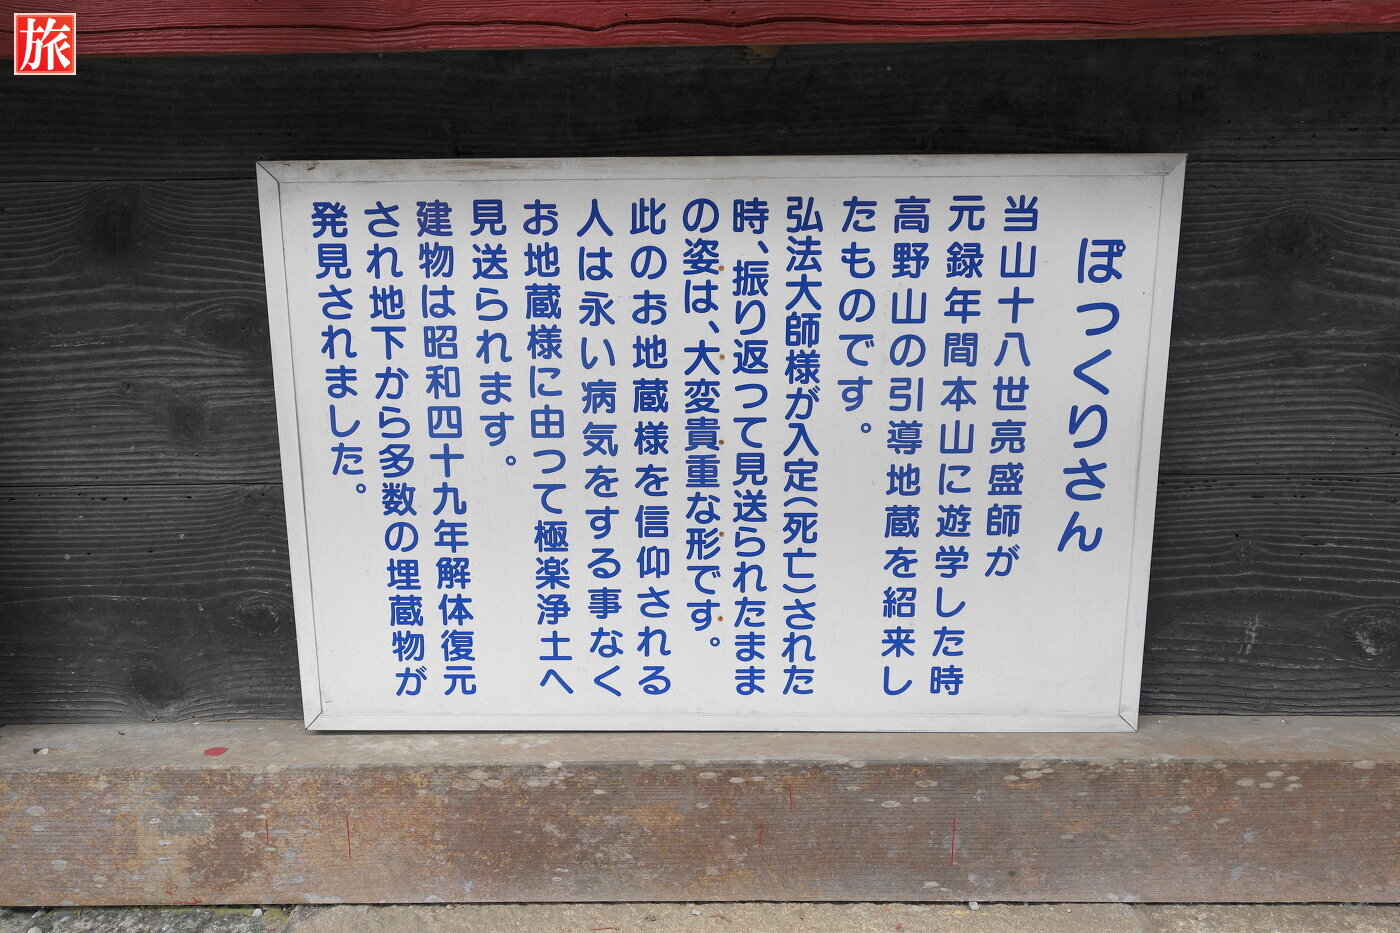 旅
ぽっくりさん
当山十八世亮盛師が
元録年間本山に遊学した時
高野山の引導地蔵を紹来し
たものです。
弘法大師様が入定(死亡)された
時、振り返つて見送られたまま
の姿は、大変貴重な形です。
此のお地蔵様を信仰される
人は永い病気をする事なく
お地蔵様に由つて極楽浄土へ
見送られます。
建物は昭和四十九年解体復元
され地下から多数の埋蔵物が
発見されました。